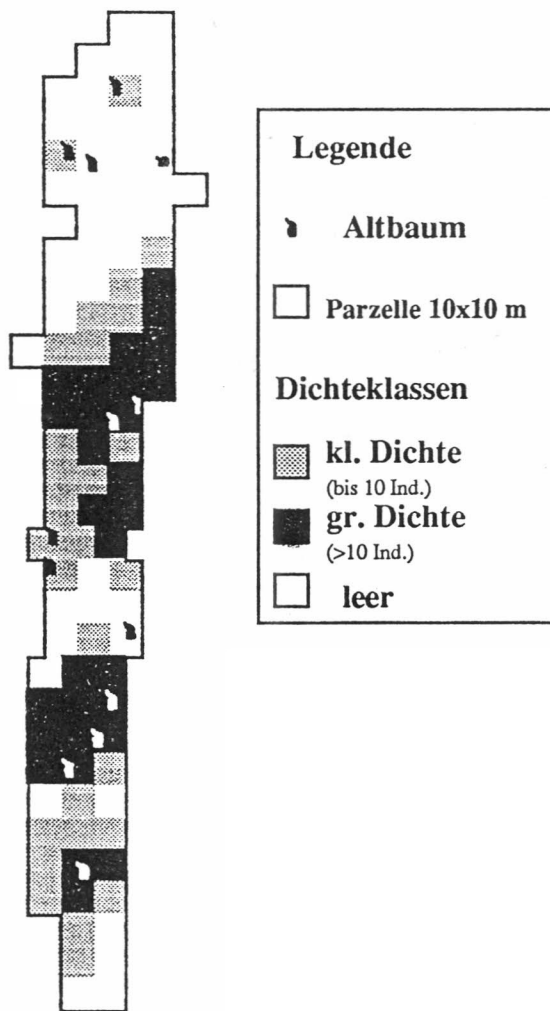 Legende
Altbaum
Parzelle 10x10 m
Dichteklassen
kl. Dichte
(bis 10 Ind.)
gr. Dichte
(>10 Ind.)
leer